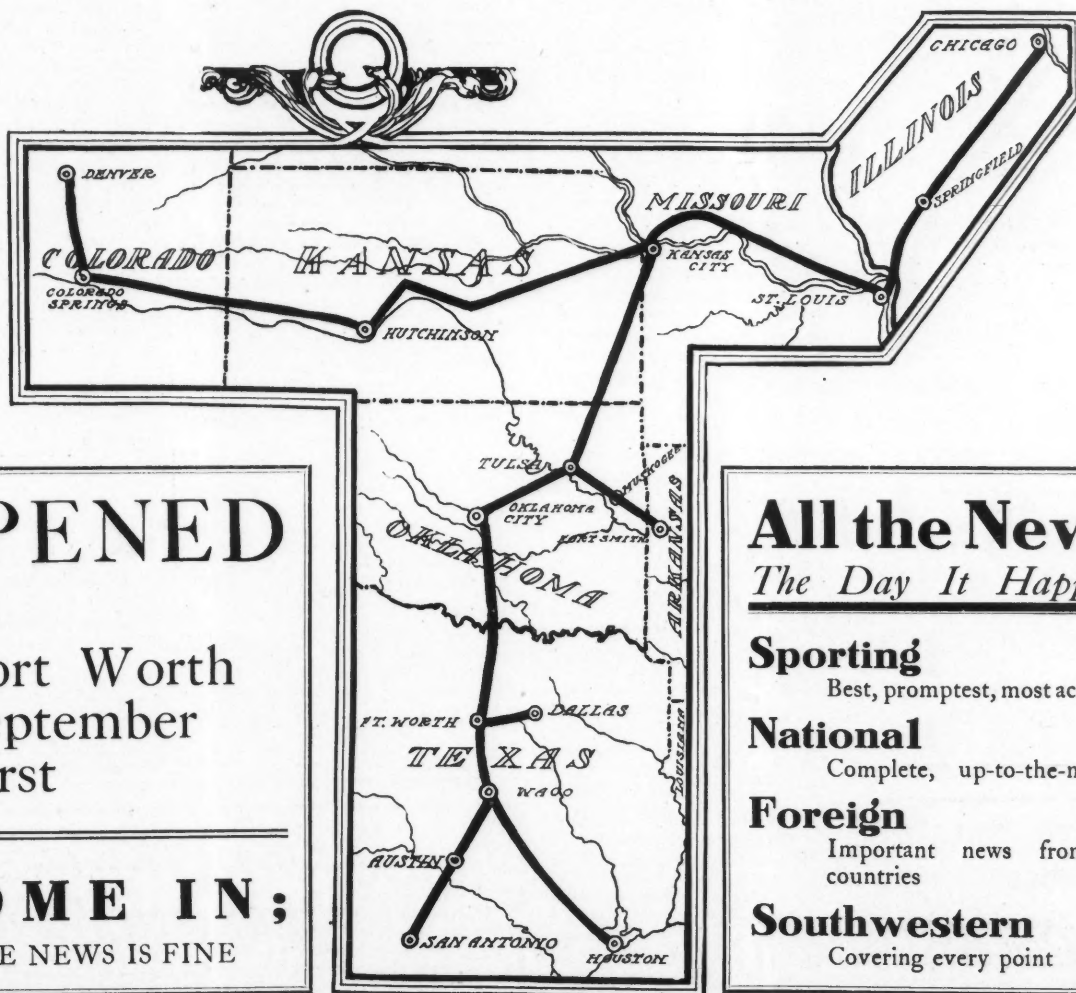 CHICAGO
ILLINOIS
SPRINGFIELD
DENVER
MISSOURI
COLORADO
KANSAS
KANSAS
CITY
COLORADO
SPRINGS
ST. LOUIS
HUTCHINSON
TULSA
MUSKOGEE
OKLAHOMA
CITY
FORT SMITH
ARKANSAS
OKLAHOMA
FT. WORTH
DALLAS
TEXAS
LOUISIANA
WACO
AUSTIN
SAN ANTONIO
HOUSTON
PENED
ort Worth
ptember
rst
OME IN;
E NEWS IS FINE
All the Nev
The Day It Happ
Sporting
Best, promptest, most ac
National
Complete, up-to-the-m
Foreign
Important news fron
countries
Southwestern
Covering every point